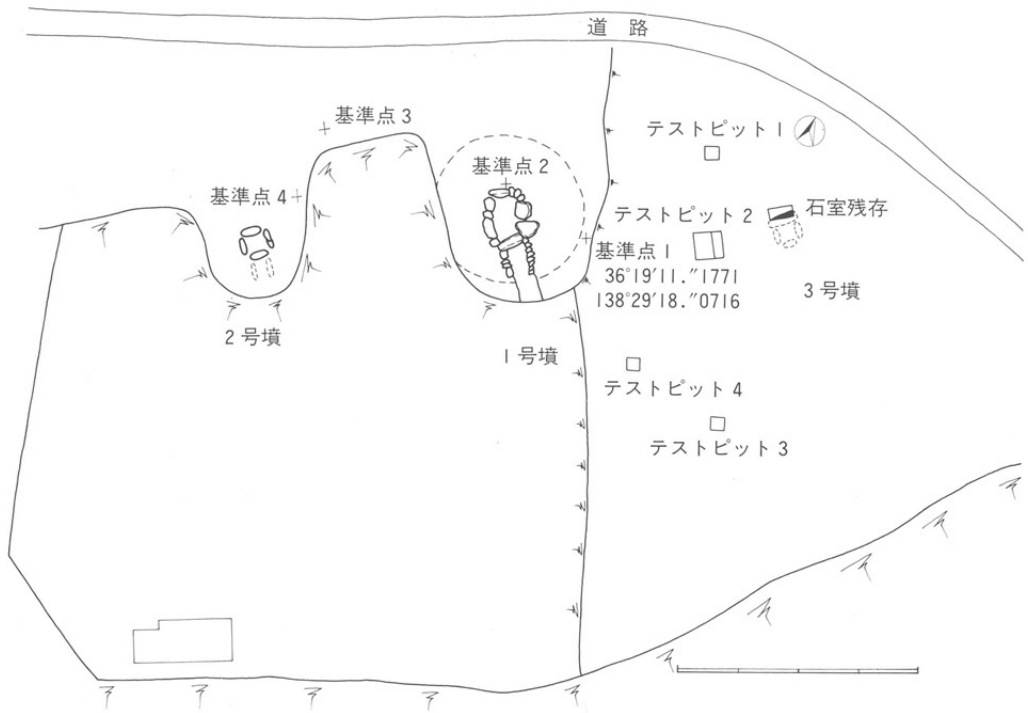 道 路
基準点3
テストピット1
基準点2
基準点4
テストピット2
石室残存
基準点1
36°19′11.″1771
138°29′18.″0716
3号墳
2号墳
1号墳
テストピット4
テストピット3